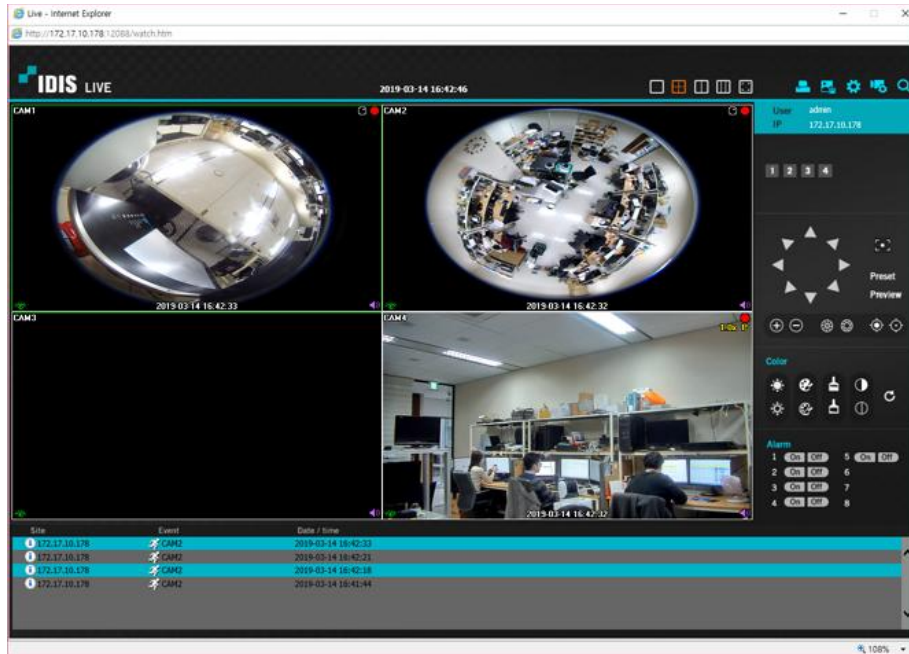 Live - Internet Explorer
http://172.17.10.178:12088/watch.htm
IDIS LIVE
2019-03-14 16:42:46
User admin
IP 172.17.10.178
1 2 3 4
Preset
Preview
Color
Alarm
1 On Off 5 On Off
2 On Off 6
3 On Off 7
4 On Off 8
CAM1
2019-03-14 16:42:33
CAM2
2019-03-14 16:42:32
CAM3
CAM4
1.0x IP
2019-03-14 16:42:32
Site Event Date / time
172.17.10.178 CAM2 2019-03-14 16:42:33
172.17.10.178 CAM2 2019-03-14 16:42:21
172.17.10.178 CAM2 2019-03-14 16:42:18
172.17.10.178 CAM2 2019-03-14 16:41:44
108%